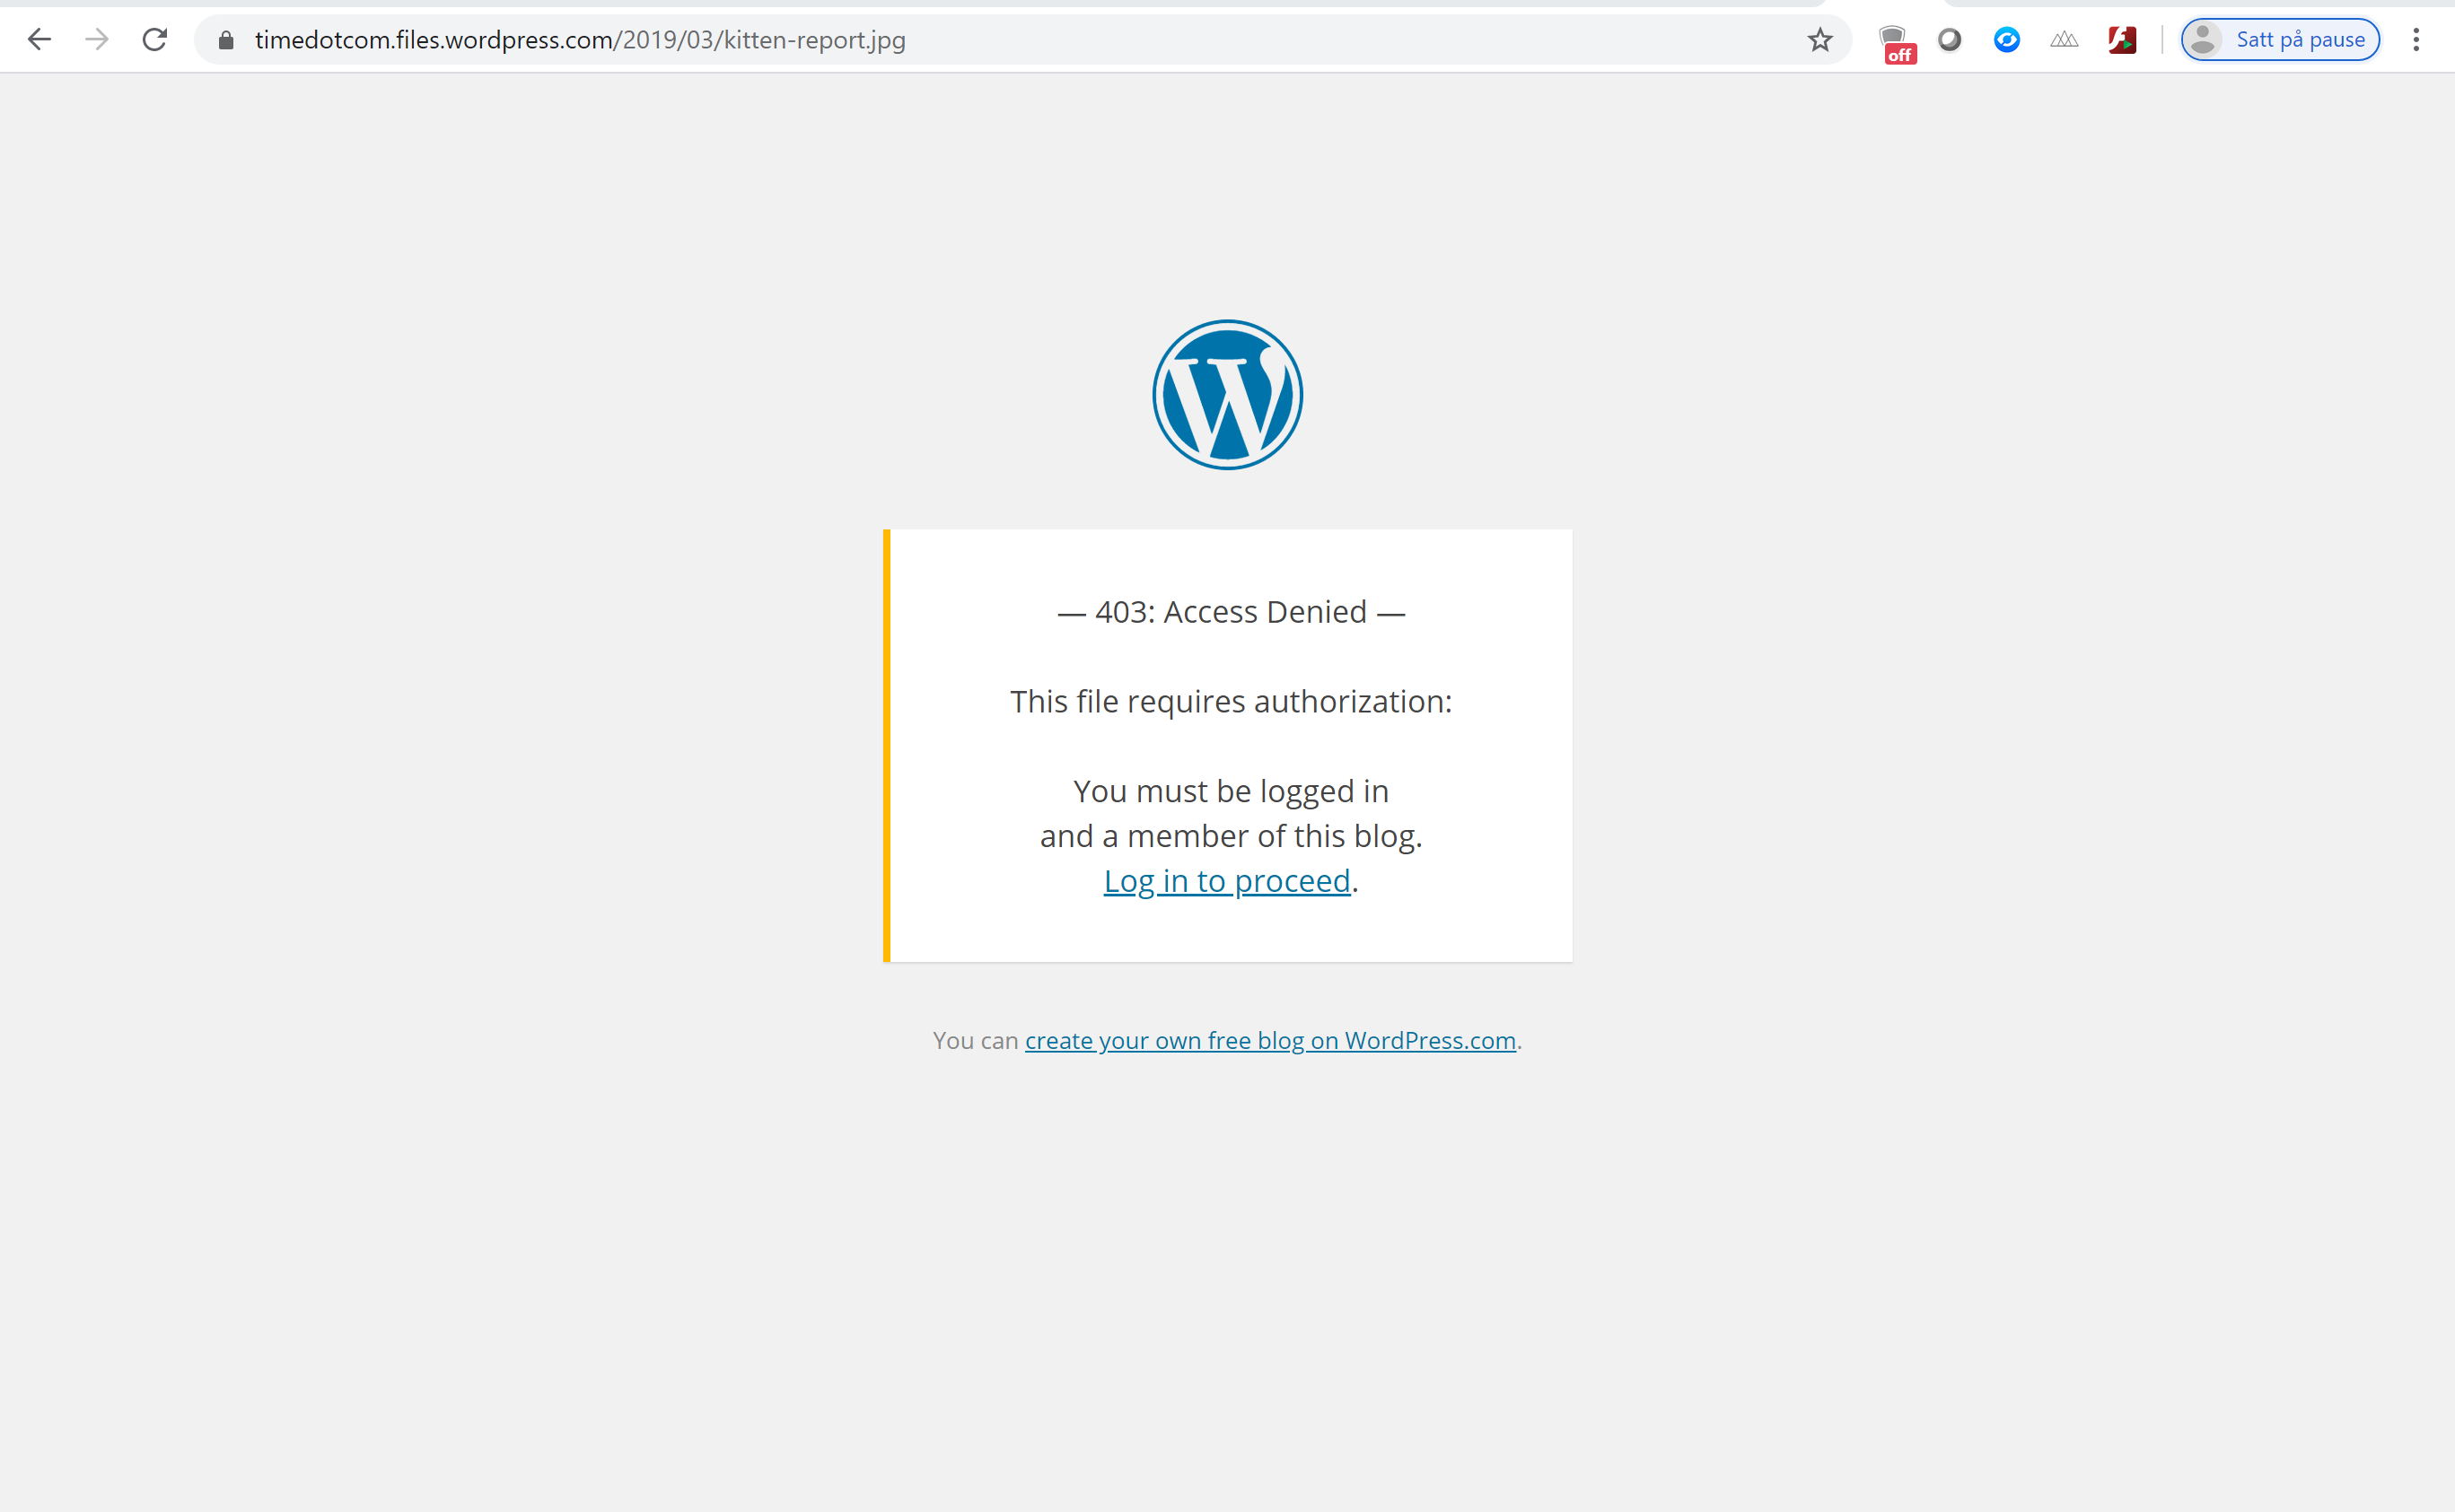 timedotcom.files.wordpress.com/2019/03/kitten-report.jpg
off
Satt på pause
W
— 403: Access Denied —
This file requires authorization:
You must be logged in
and a member of this blog.
Log in to proceed.
You can create your own free blog on WordPress.com.